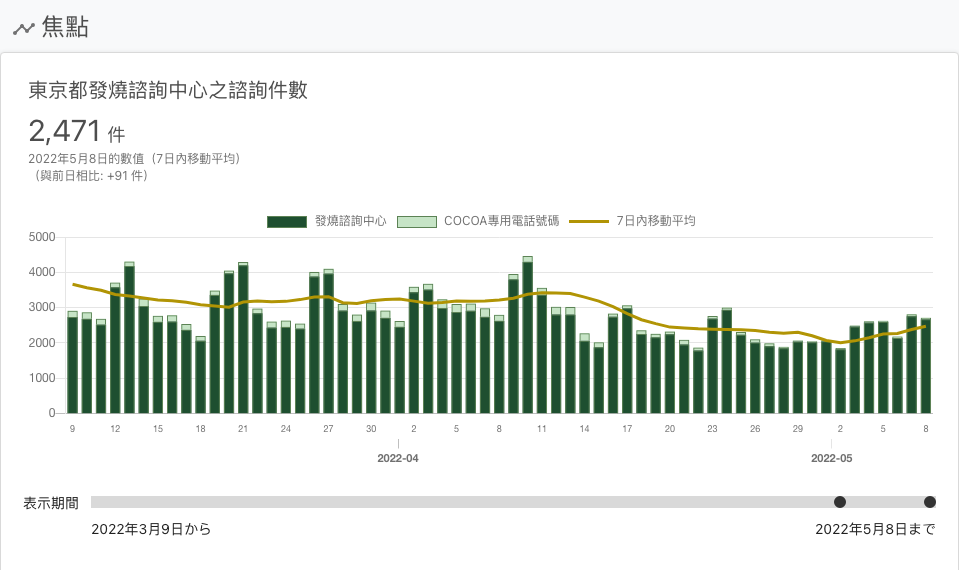 焦點
東京都發燒諮詢中心之諮詢件數
2,471 件
2022年5月8日的數值（7日內移動平均）
（與前日相比: +91 件）
發燒諮詢中心 COCOA專用電話號碼 7日內移動平均
5000
4000
3000
2000
1000
0
9 12 15 18 21 24 27 30 2 5 8 11 14 17 20 23 26 29 2 5 8
2022-04 2022-05
表示期間
2022年3月9日から 2022年5月8日まで